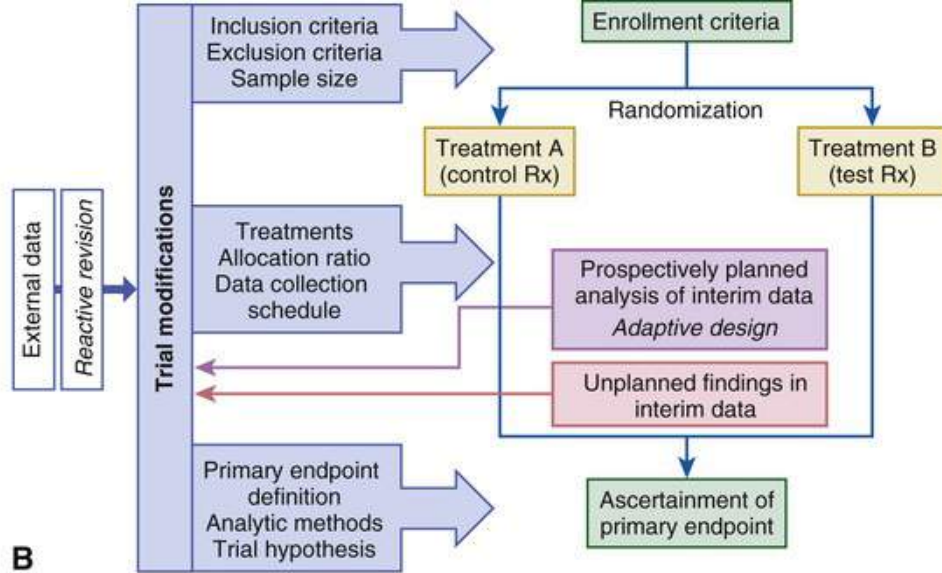 External data
Reactive revision
Trial modifications
Inclusion criteria
Exclusion criteria
Sample size
Treatments
Allocation ratio
Data collection
schedule
Primary endpoint
definition
Analytic methods
Trial hypothesis
Enrollment criteria
Randomization
Treatment A
(control Rx)
Treatment B
(test Rx)
Prospectively planned
analysis of interim data
Adaptive design
Unplanned findings in
interim data
Ascertainment of
primary endpoint
B